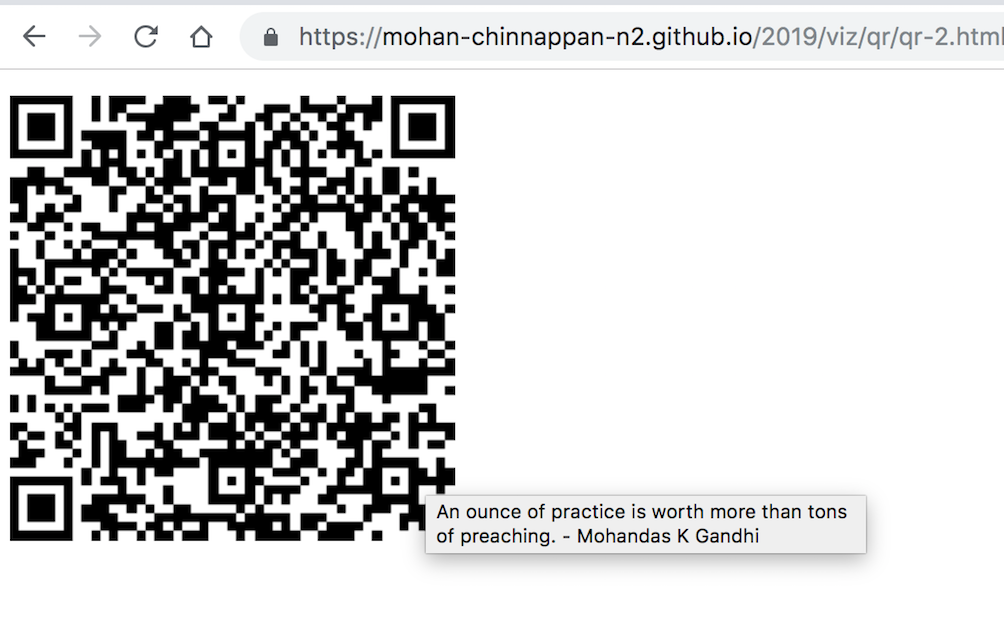 https://mohan-chinnappan-n2.github.io/2019/viz/qr/qr-2.html
An ounce of practice is worth more than tons
of preaching. - Mohandas K Gandhi